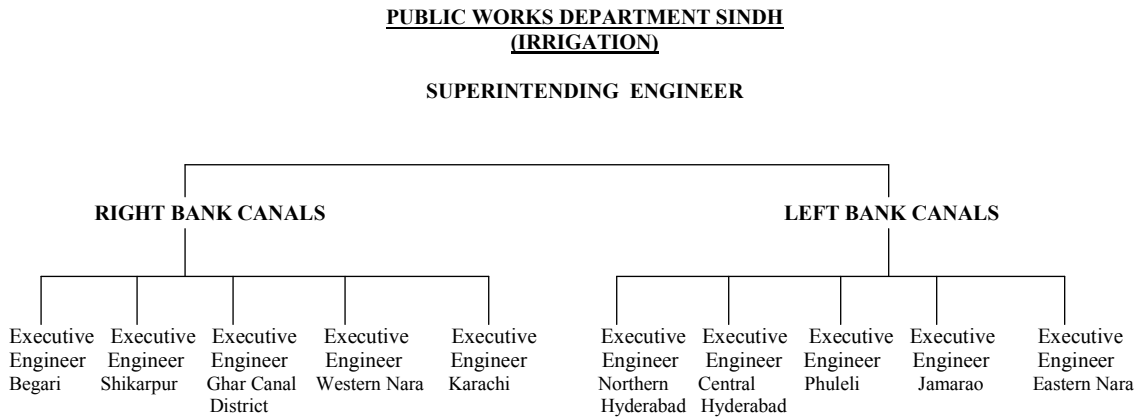 PUBLIC WORKS DEPARTMENT SINDH
(IRRIGATION)
SUPERINTENDING ENGINEER
RIGHT BANK CANALS
LEFT BANK CANALS
Executive
Engineer
Begari
Executive
Engineer
Shikarpur
Executive
Engineer
Ghar Canal
District
Executive
Engineer
Western Nara
Executive
Engineer
Karachi
Executive
Engineer
Northern
Hyderabad
Executive
Engineer
Central
Hyderabad
Executive
Engineer
Phuleli
Executive
Engineer
Jamarao
Executive
Engineer
Eastern Nara